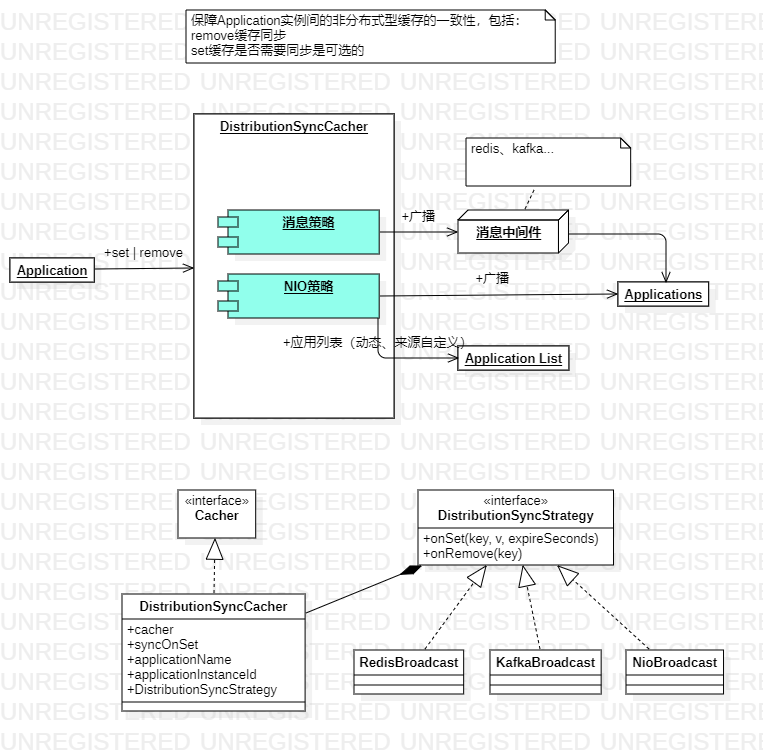 保障Application实例间的非分布式型缓存的一致性，包括：
remove缓存同步
set缓存是否需要同步是可选的
DistributionSyncCacher
redis、kafka...
消息策略
+广播
消息中间件
+set | remove
Application
NIO策略
+广播
Applications
+应用列表（动态、来源自定义）
Application List
«interface»
Cacher
«interface»
DistributionSyncStrategy
+onSet(key, v, expireSeconds)
+onRemove(key)
DistributionSyncCacher
+cacher
+syncOnSet
+applicationName
+applicationInstanceId
+DistributionSyncStrategy
RedisBroadcast
KafkaBroadcast
NioBroadcast
UNREGISTERED